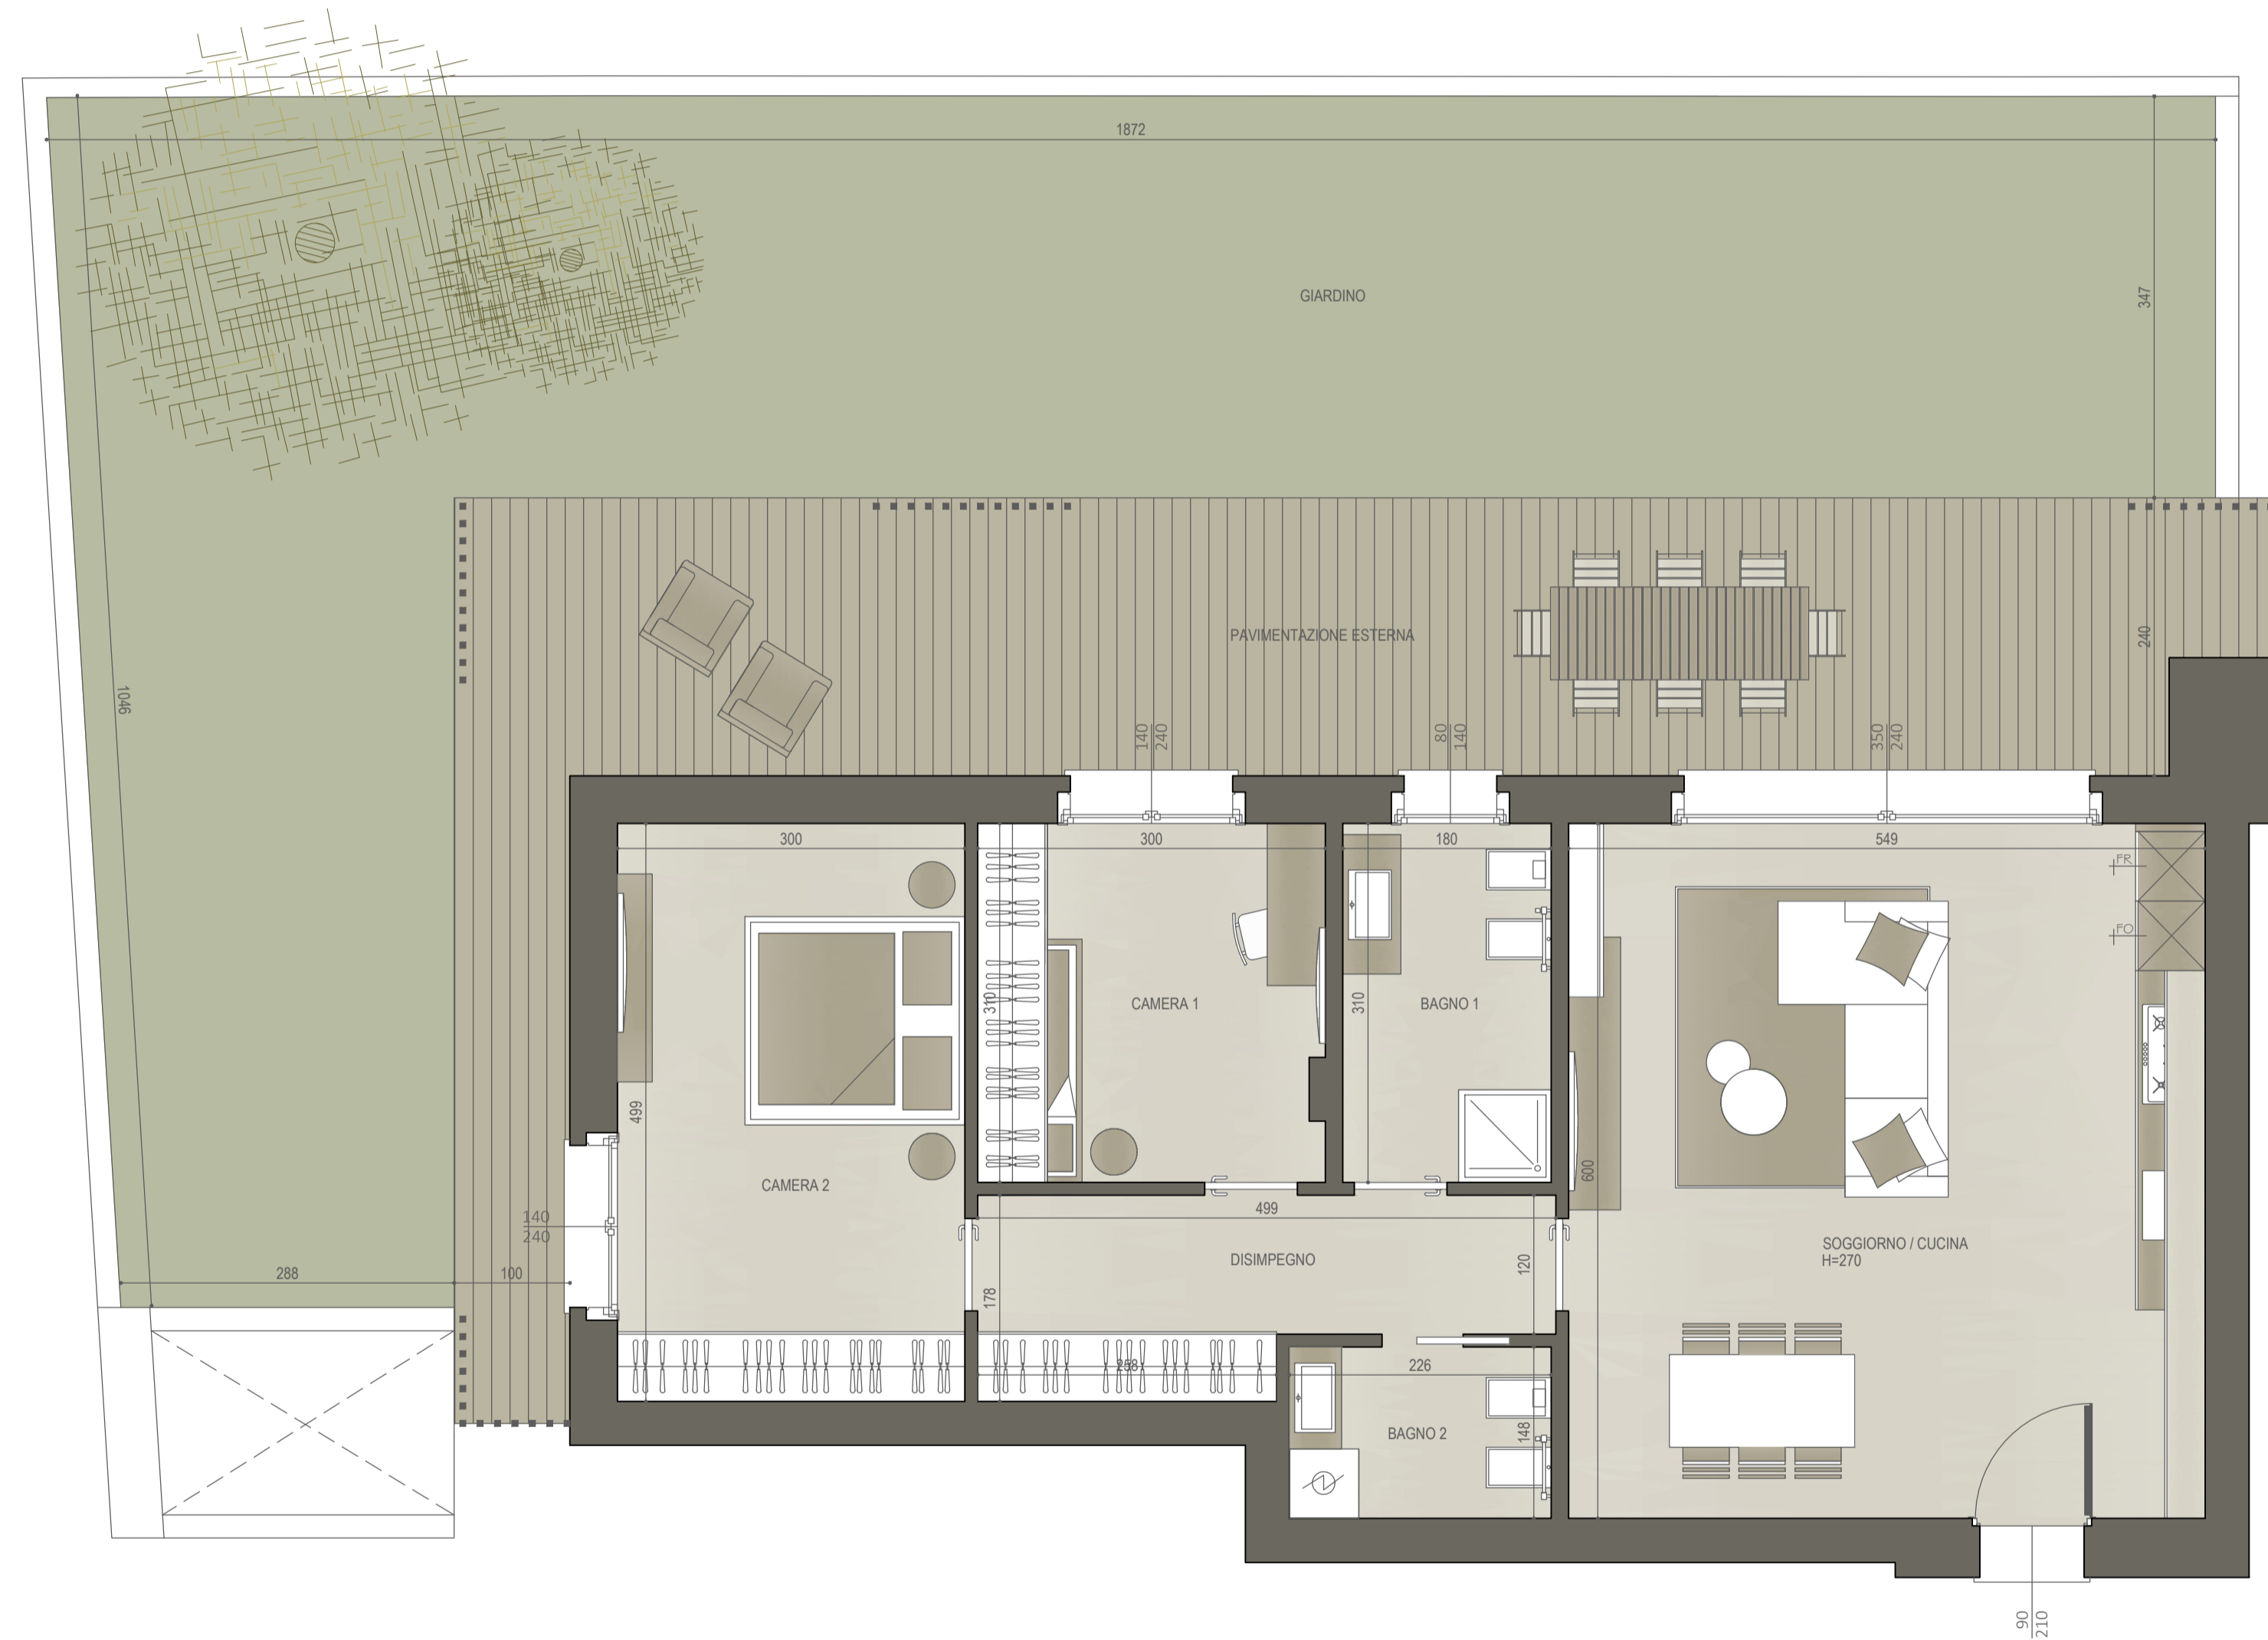 1872
GIARDINO
347
1046
PAVIMENTAZIONE ESTERNA
240
140
240
80
140
350
240
300
300
180
549
FR
FO
310
CAMERA 1
310
BAGNO 1
499
600
CAMERA 2
140
240
499
SOGGIORNO / CUCINA
H=270
DISIMPEGNO
120
288
100
178
258
226
BAGNO 2
148
90
210